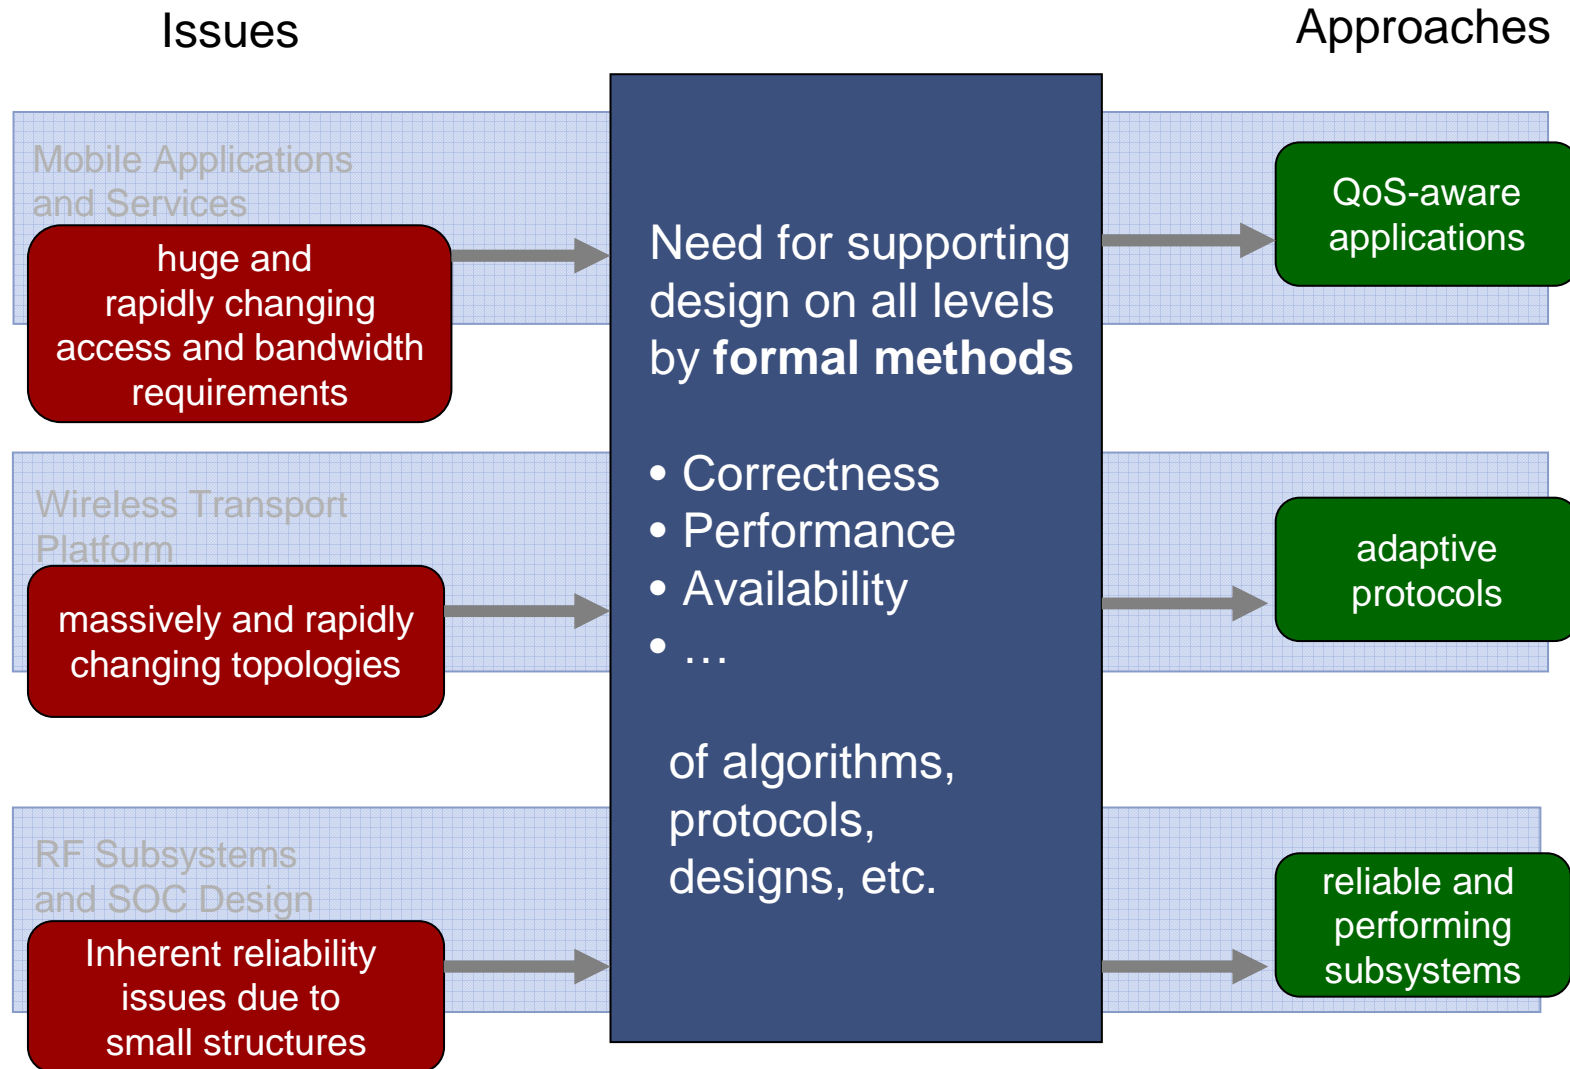 Issues
Approaches
Mobile Applications
and Services
huge and
rapidly changing
access and bandwidth
requirements
Wireless Transport
Platform
massively and rapidly
changing topologies
RF Subsystems
and SOC Design
Inherent reliability
issues due to
small structures
Need for supporting
design on all levels
by formal methods
• Correctness
• Performance
• Availability
• …
of algorithms,
protocols,
designs, etc.
QoS-aware
applications
adaptive
protocols
reliable and
performing
subsystems